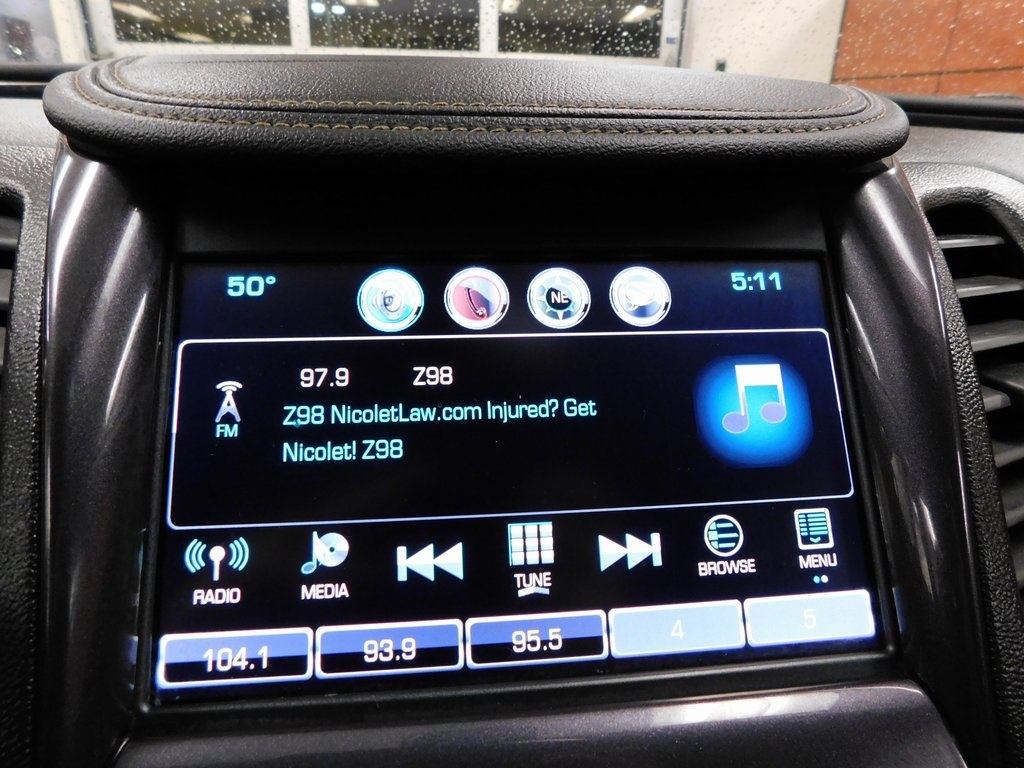 50°
NE
5:11
97.9 Z98
FM
Z98 NicoletLaw.com Injured? Get
Nicolet! Z98
RADIO
MEDIA
TUNE
BROWSE
MENU
104.1
93.9
95.5
4
5